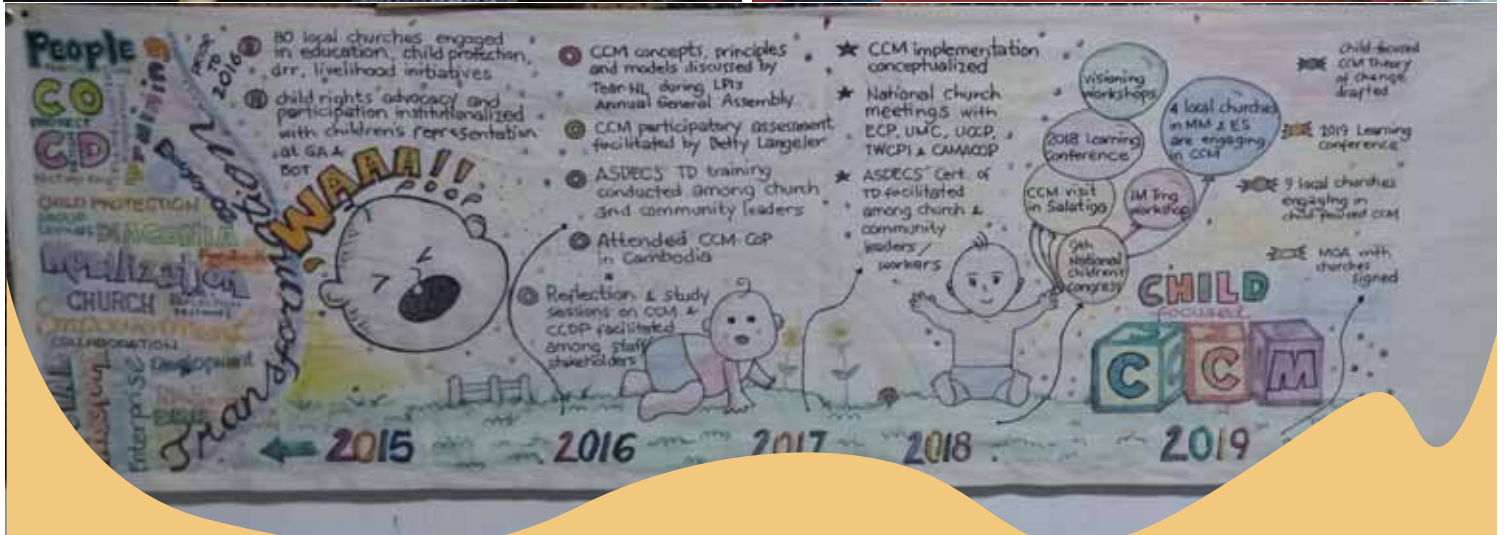 People
CO
CD
Training
PRIOR
TO
2016
CHILD PROTECTION
GROUP
DIACONIA
Mobilization
CHURCH
EMPOWERMENT
COLLABORATION
Development
Enterprise
Transformation
80 local churches engaged
in education, child protection,
drr, livelihood initiatives
child rights' advocacy and
participation institutionalized
with children's representation
at GA &
BOT
WAAA!!
POOP
CCM concepts, principles
and models discussed by
Tear NL during LPI's
Annual General Assembly
CCM participatory assessment
facilitated by Betty Langeler
ASDECS' TD training
conducted among church
and community leaders
Attended CCM COP
in Cambodia
Reflection & study
sessions on CCM &
CCDP facilitated
among staff/
stakeholders
CCM implementation
conceptualized
National Church
meetings with
ECP, UMC, UCCP,
TWCPI & CAMACOP
ASDECS' Cert. of
TD facilitated
among church &
community
leaders/
workers
visioning
workshops
4 local churches
in MM & ES
are engaging
in CCM
2018 Learning
Conference
CCM visit
in Salatiga
IM Trng
workshop
9th
National
children's
congress
child-focused
CCM Theory
of change
drafted
2019 Learning
conference
9 local churches
engaging in
child focused CCM
MOA with
churches
signed
CHILD
focused
CCM
2015
2016
2017
2018
2019